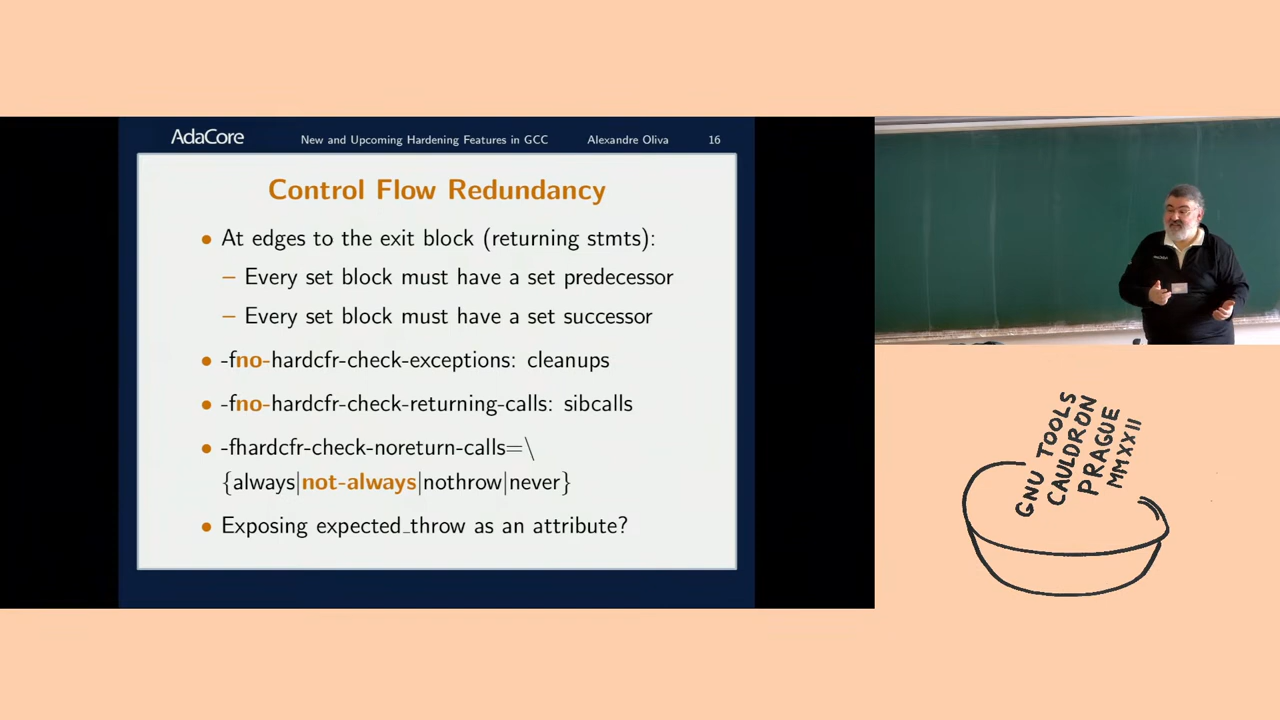 AdaCore New and Upcoming Hardening Features in GCC Alexandre Oliva 16
Control Flow Redundancy
• At edges to the exit block (returning stmts):
– Every set block must have a set predecessor
– Every set block must have a set successor
• -fno-hardcfr-check-exceptions: cleanups
• -fno-hardcfr-check-returning-calls: sibcalls
• -fhardcfr-check-noreturn-calls=\
{always|not-always|nothrow|never}
• Exposing expected_throw as an attribute?
GNU TOOLS
CAULDRON
PRAGUE
MMXXII